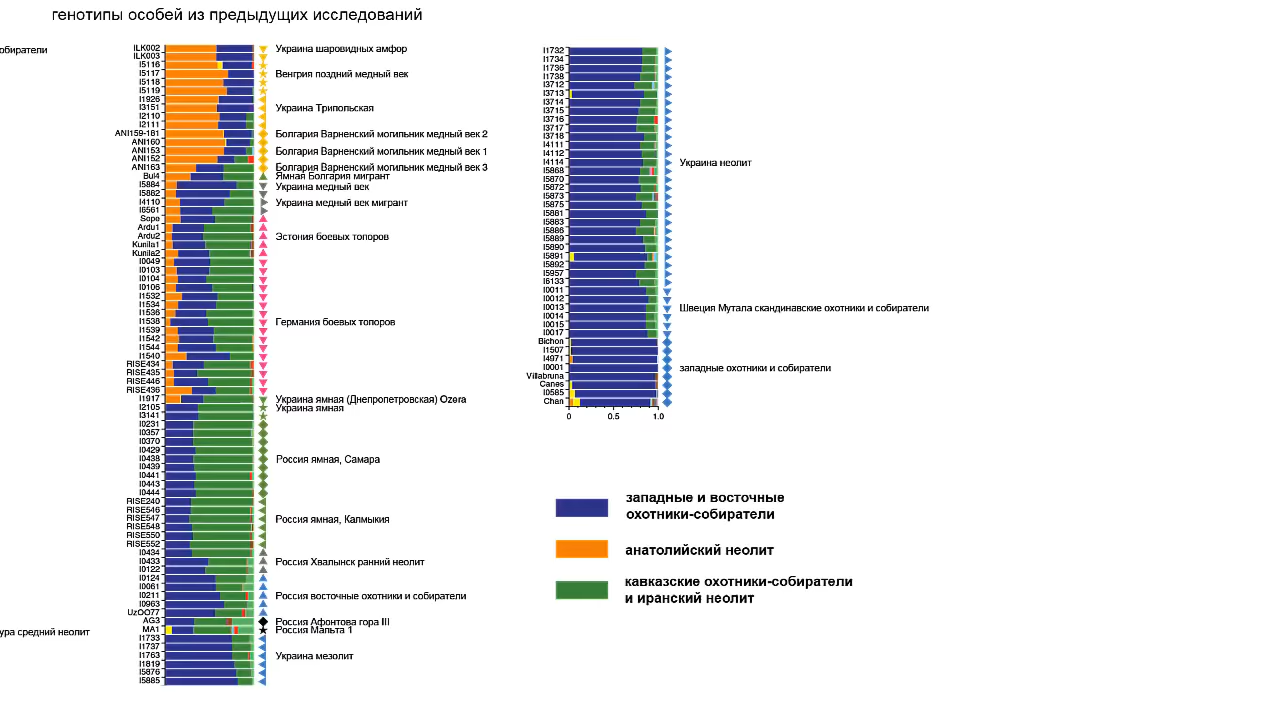 генотипы особей из предыдущих исследований
обиратели
ILK002
ILK003
I5116
I5117
I5118
I5119
I1926
I3151
I2110
I2111
ANI159-181
ANI160
ANI153
ANI152
ANI163
Bul4
I5884
I5882
I4110
I6561
Sope
Ardu1
Ardu2
Kunila1
Kunila2
I0049
I0103
I0104
I0106
I1532
I1534
I1536
I1538
I1539
I1542
I1544
I1540
RISE434
RISE435
RISE446
RISE436
I1917
I2105
I3141
I0231
I0357
I0370
I0429
I0438
I0439
I0441
I0443
I0444
RISE240
RISE546
RISE547
RISE548
RISE550
RISE552
I0434
I0433
I0122
I0124
I0061
I0211
I0963
UzOO77
AG3
MA1
I1733
I1737
I1763
I1819
I5876
I5885
ура средний неолит
Украина шаровидных амфор
Венгрия поздний медный век
Украина Трипольская
Болгария Варненский могильник медный век 2
Болгария Варненский могильник медный век 1
Болгария Варненский могильник медный век 3
Ямная Болгария мигрант
Украина медный век
Украина медный век мигрант
Эстония боевых топоров
Германия боевых топоров
Украина ямная (Днепропетровская) Ozera
Украина ямная
Россия ямная, Самара
Россия ямная, Калмыкия
Россия Хвалынск ранний неолит
Россия восточные охотники и собиратели
Россия Афонтова гора III
Россия Мальта 1
Украина мезолит
I1732
I1734
I1736
I1738
I3712
I3713
I3714
I3715
I3716
I3717
I3718
I4111
I4112
I4114
I5868
I5870
I5872
I5873
I5875
I5881
I5883
I5886
I5889
I5890
I5891
I5892
I5957
I6133
I0011
I0012
I0013
I0014
I0015
I0017
Bichon
I1507
I4971
I0001
Villabruna
Canes
I0585
Chan
0 0.5 1.0
Украина неолит
Швеция Мутала скандинавские охотники и собиратели
западные охотники и собиратели
западные и восточные
охотники-собиратели
анатолийский неолит
кавказские охотники-собиратели
и иранский неолит